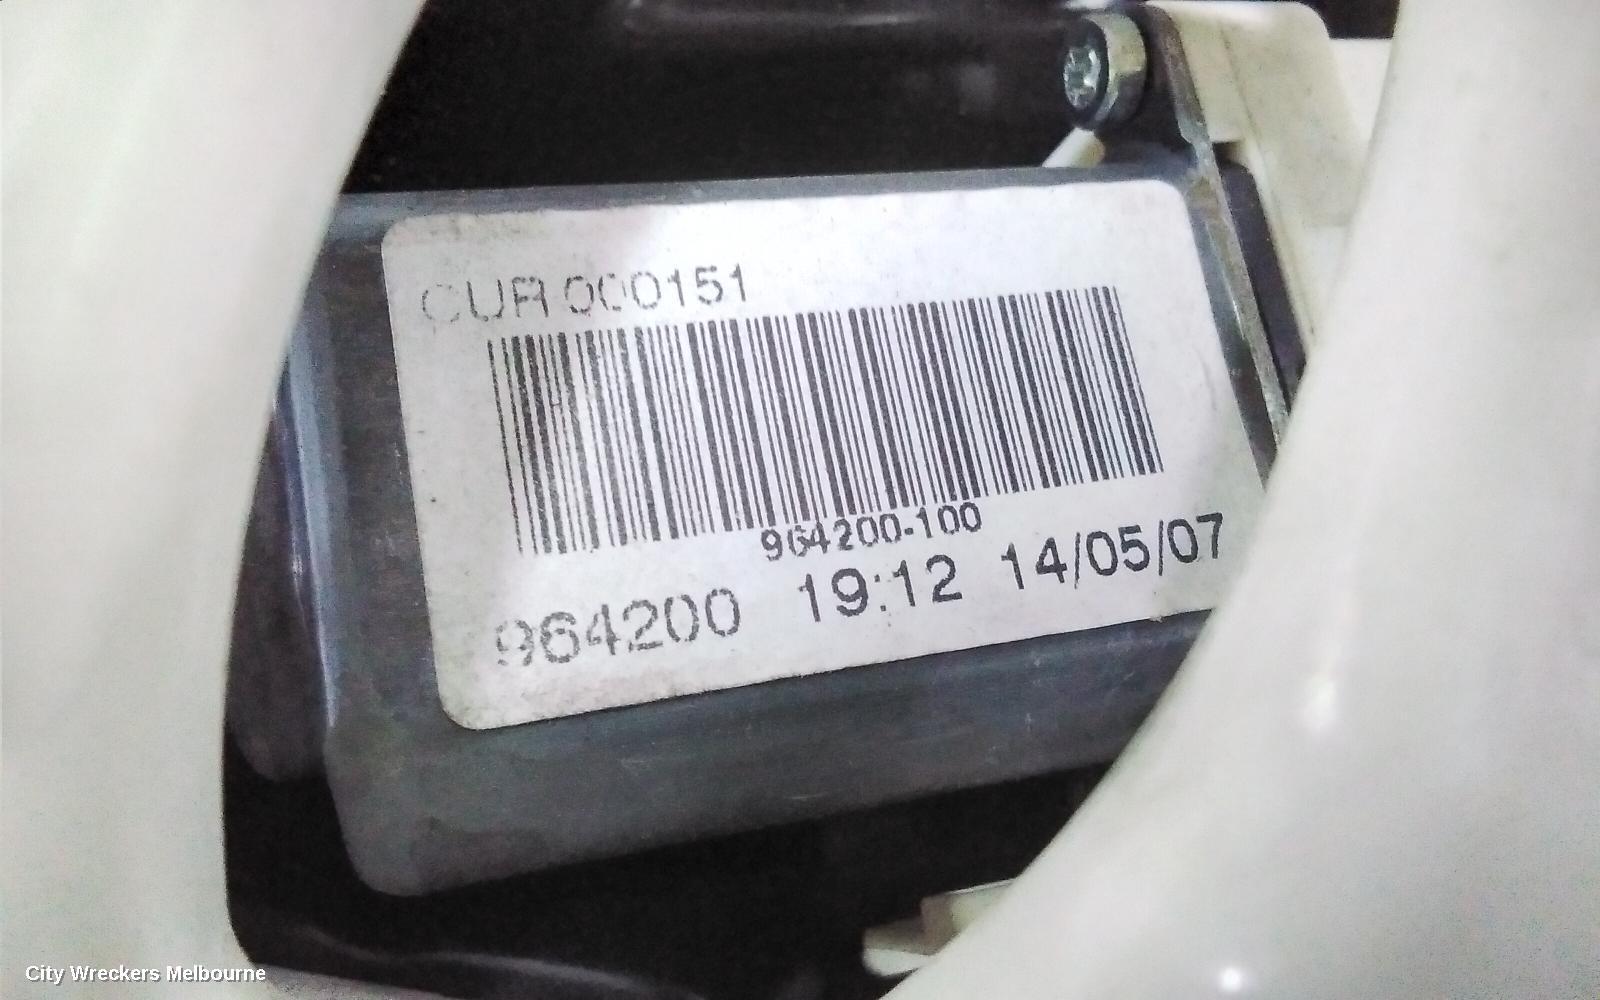 CUR 000151
964200-100
964200 19:12 14/05/07
City Wreckers Melbourne